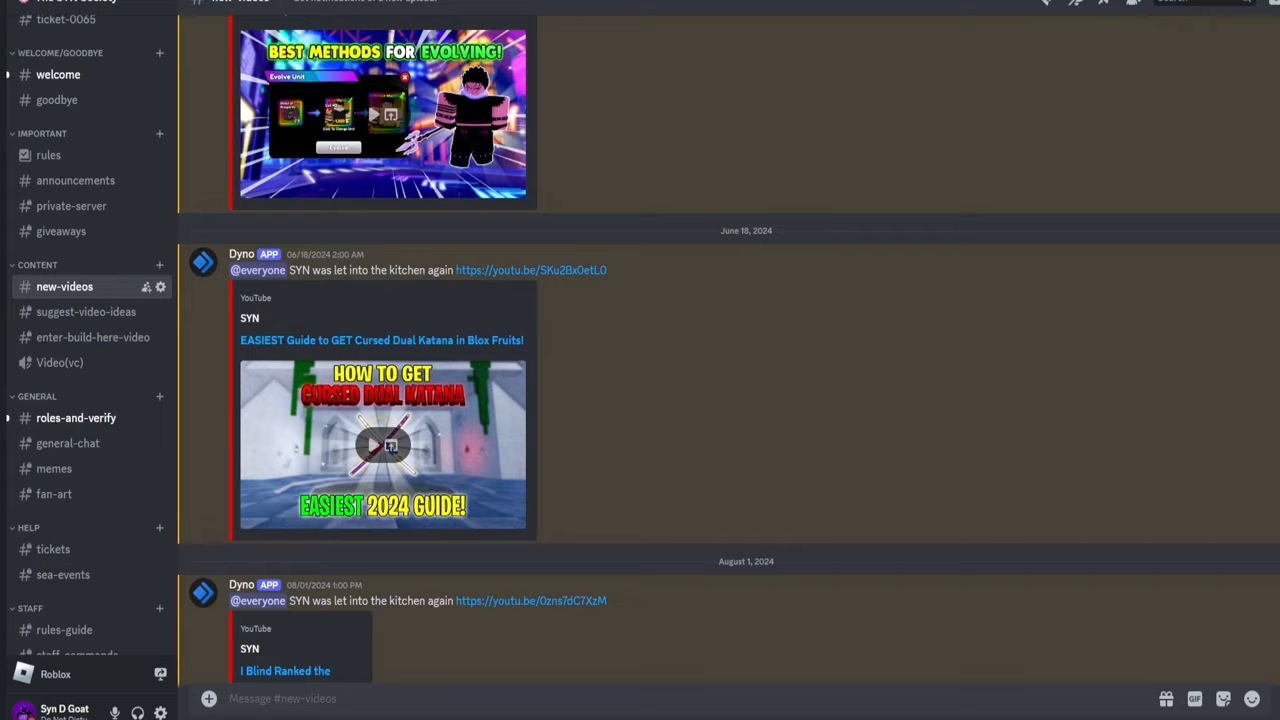 ticket-0065
WELCOME/GOODBYE
welcome
goodbye
IMPORTANT
rules
announcements
private-server
giveaways
CONTENT
new-videos
suggest-video-ideas
enter-build-here-video
Video(vc)
GENERAL
roles-and-verify
general-chat
memes
fan-art
HELP
tickets
sea-events
STAFF
rules-guide
Roblox
Syn D Goat
BEST METHODS FOR EVOLVING!
Evolve Unit
Evolve
June 18, 2024
Dyno APP 06/18/2024 2:00 AM
@everyone SYN was let into the kitchen again https://youtu.be/SKu2Bx0etL0
YouTube
SYN
EASIEST Guide to GET Cursed Dual Katana in Blox Fruits!
HOW TO GET
CURSED DUAL KATANA
EASIEST 2024 GUIDE!
August 1, 2024
Dyno APP 08/01/2024 1:00 PM
@everyone SYN was let into the kitchen again https://youtu.be/0zns7dC7XzM
YouTube
SYN
I Blind Ranked the
Message #new-videos
GIF